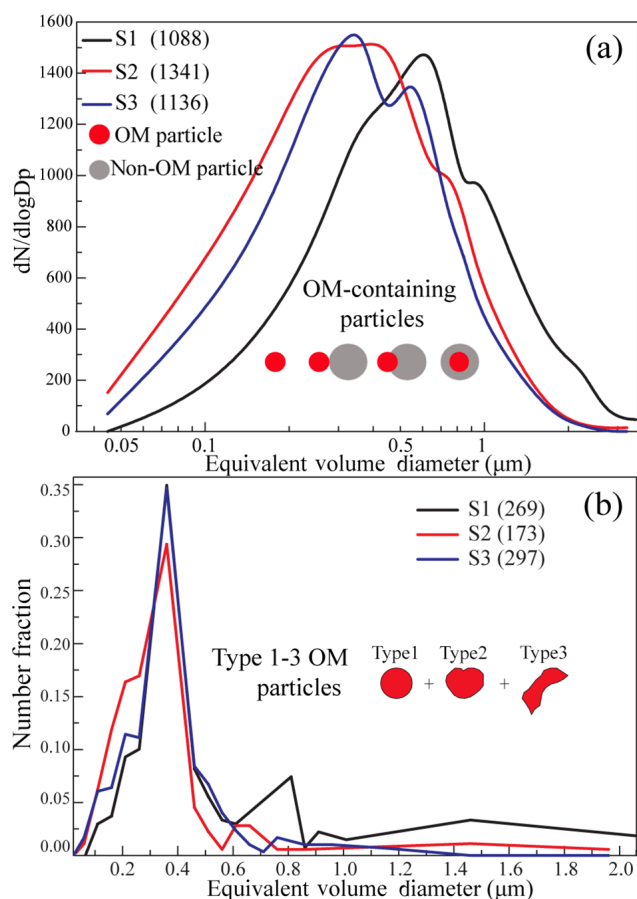 1600
1400
1200
1000
800
600
400
200
0
dN/dlogDp
S1 (1088)
S2 (1341)
S3 (1136)
OM particle
Non-OM particle
(a)
OM-containing
particles
0.05 0.1 0.5 1
Equivalent volume diameter (μm)
0.35
0.30
0.25
0.20
0.15
0.10
0.05
0.00
Number fraction
S1 (269)
S2 (173)
S3 (297)
(b)
Type 1-3 OM
particles
Type1 Type2 Type3
+ +
0.2 0.4 0.6 0.8 1.0 1.2 1.4 1.6 1.8 2.0
Equivalent volume diameter (μm)